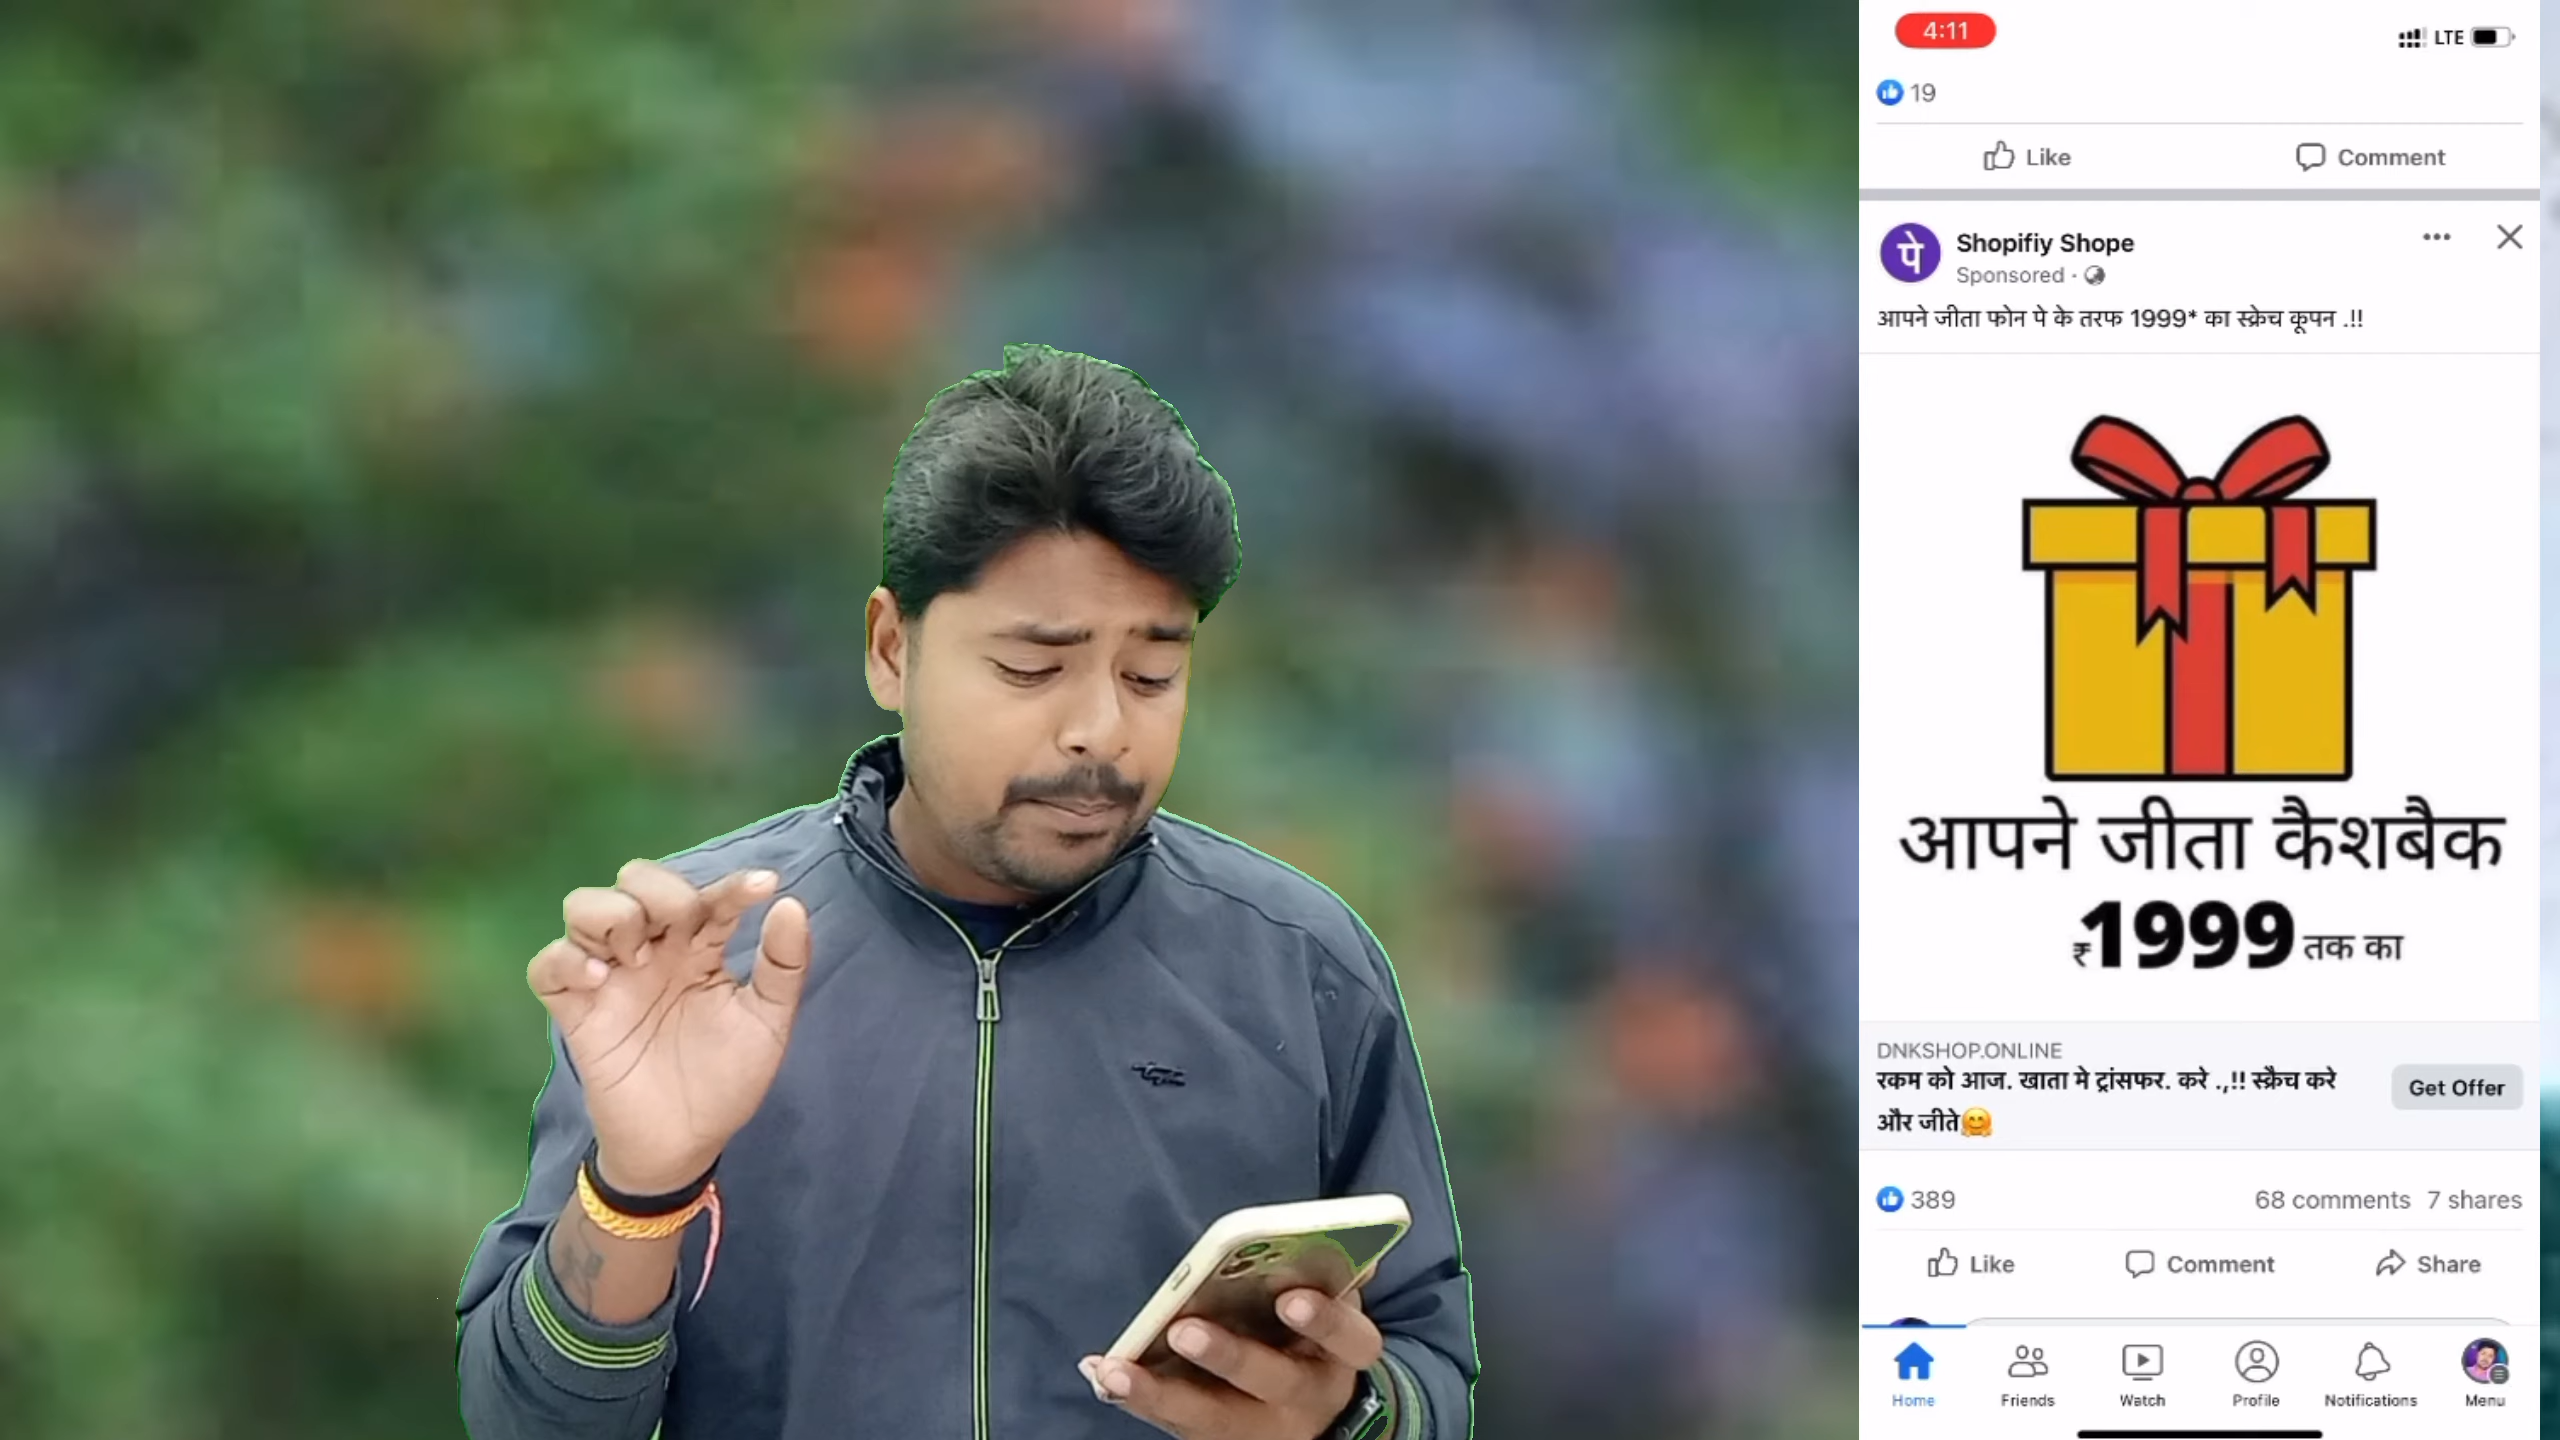 4:11
LTE
19
Like Comment
पे
Shopifiy Shope
Sponsored ·
आपने जीता फोन पे के तरफ 1999* का स्क्रेच कूपन .!!
आपने जीता कैशबैक
₹1999 तक का
DNKSHOP.ONLINE
रकम को आज. खाता मे ट्रांसफर. करे .,!! स्क्रैच करे
और जीते🤗
Get Offer
389 68 comments 7 shares
Like Comment Share
Home Friends Watch Profile Notifications Menu